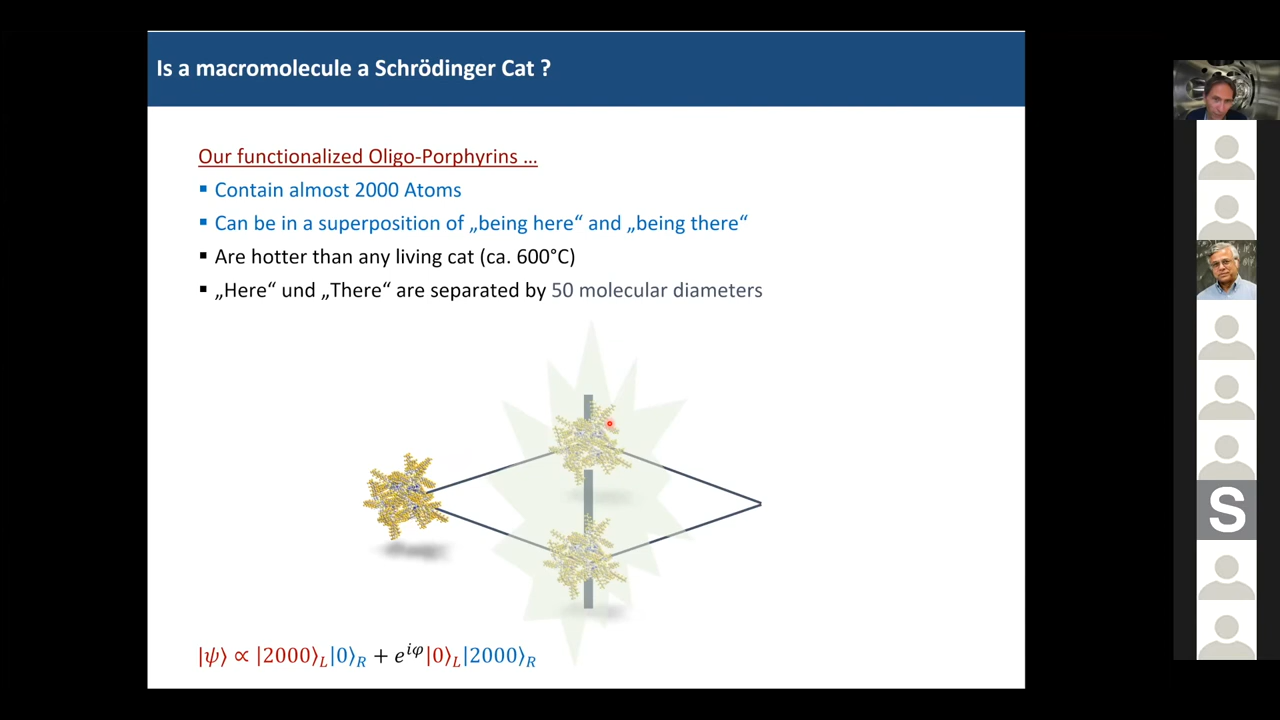 Is a macromolecule a Schrödinger Cat ?
Our functionalized Oligo-Porphyrins ...
▪ Contain almost 2000 Atoms
▪ Can be in a superposition of „being here“ and „being there“
▪ Are hotter than any living cat (ca. 600°C)
▪ „Here“ und „There“ are separated by 50 molecular diameters
|ψ⟩ ∝ |2000⟩_L|0⟩_R + e^{iφ}|0⟩_L|2000⟩_R
S